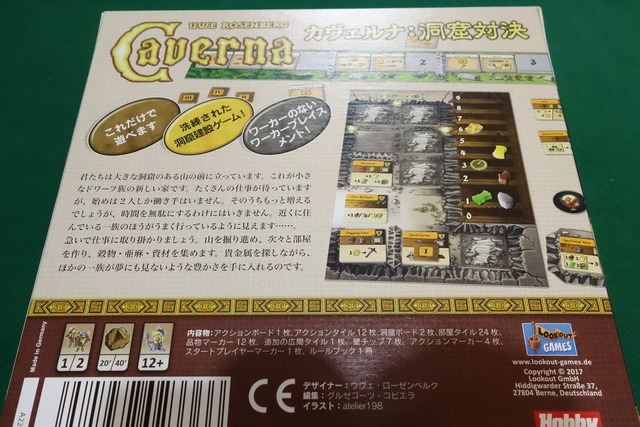 UWE ROSENBERG
Caverna
カヴェルナ：洞窟対決
2
3
これだけで
遊べます
洗練された
洞窟建設ゲーム！
ワーカーのない
ワーカープレイス
メント！
君たちは大きな洞窟のある山の前に立っています。これが小さ
なドワーフ族の新しい家です。たくさんの仕事が待っています
が、始めは２人しか働き手はいません。そのうちもっと増える
でしょうが、時間を無駄にするわけにはいきません。近くに住
んでいる一族のほうがうまく行っているように見えます……。
急いで仕事に取り掛かりましょう。山を掘り進め、次々と部屋
を作り、穀物・亜麻・資材を集めます。貴金属を探しながら、
ほかの一族が夢にも見ないような豊かさを手に入れるのです。
9
8
7
6
5
4
3
2
1
0
Made in Germany
1/2
20'/40'
12+
内容物：アクションボード１枚、アクションタイル12枚、洞窟ボード２枚、部屋タイル24枚、
品物マーカー12枚、追加の広間タイル１枚、壁チップ７枚、アクションマーカー４枚、
スタートプレイヤーマーカー１枚、ルールブック１冊
CE
デザイナー：ウヴェ・ローゼンベルク
編集：グルゼゴーツ・コビエラ
イラスト：atelier198
LOOKOUT
GAMES
www.lookout-games.de
Copyright © 2017
Lookout GmbH
Hiddigwarder Straße 37,
27804 Berne, Deutschland
Hobby